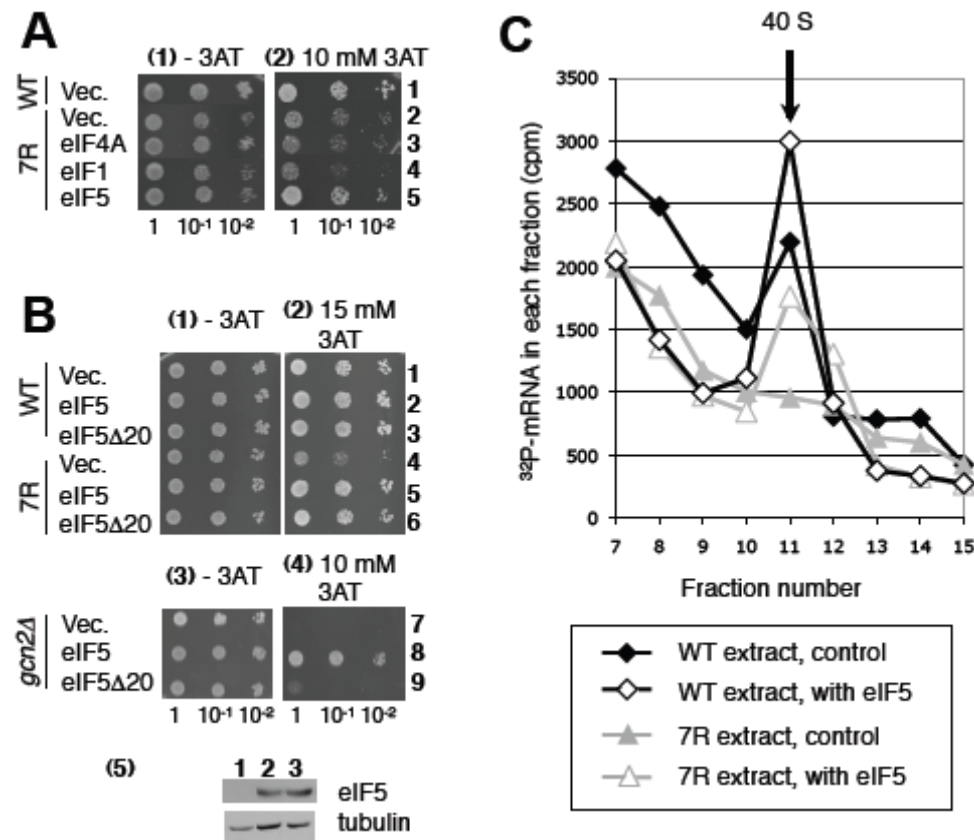 A
(1) - 3AT
(2) 10 mM 3AT
WT
Vec.
1
7R
Vec.
2
eIF4A
3
eIF1
4
eIF5
5
1 10⁻¹ 10⁻² 1 10⁻¹ 10⁻²
B
(1) - 3AT
(2) 15 mM
3AT
WT
Vec.
1
eIF5
2
eIF5Δ20
3
7R
Vec.
4
eIF5
5
eIF5Δ20
6
(3) - 3AT
(4) 10 mM
3AT
gcn2Δ
Vec.
7
eIF5
8
eIF5Δ20
9
1 10⁻¹ 10⁻² 1 10⁻¹ 10⁻²
(5)
1 2 3
eIF5
tubulin
C
40 S
³²P-mRNA in each fraction (cpm)
3500
3000
2500
2000
1500
1000
500
0
7 8 9 10 11 12 13 14 15
Fraction number
WT extract, control
WT extract, with eIF5
7R extract, control
7R extract, with eIF5